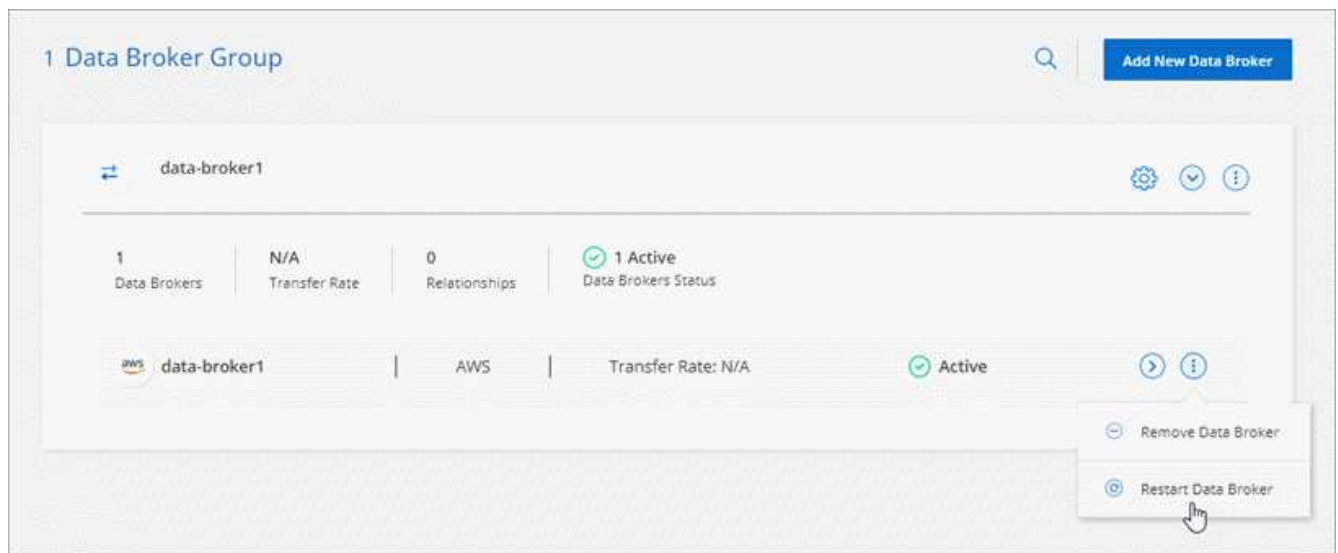 1 Data Broker Group
Add New Data Broker
data-broker1
1
Data Brokers
N/A
Transfer Rate
0
Relationships
1 Active
Data Brokers Status
aws
data-broker1
AWS
Transfer Rate: N/A
Active
Remove Data Broker
Restart Data Broker